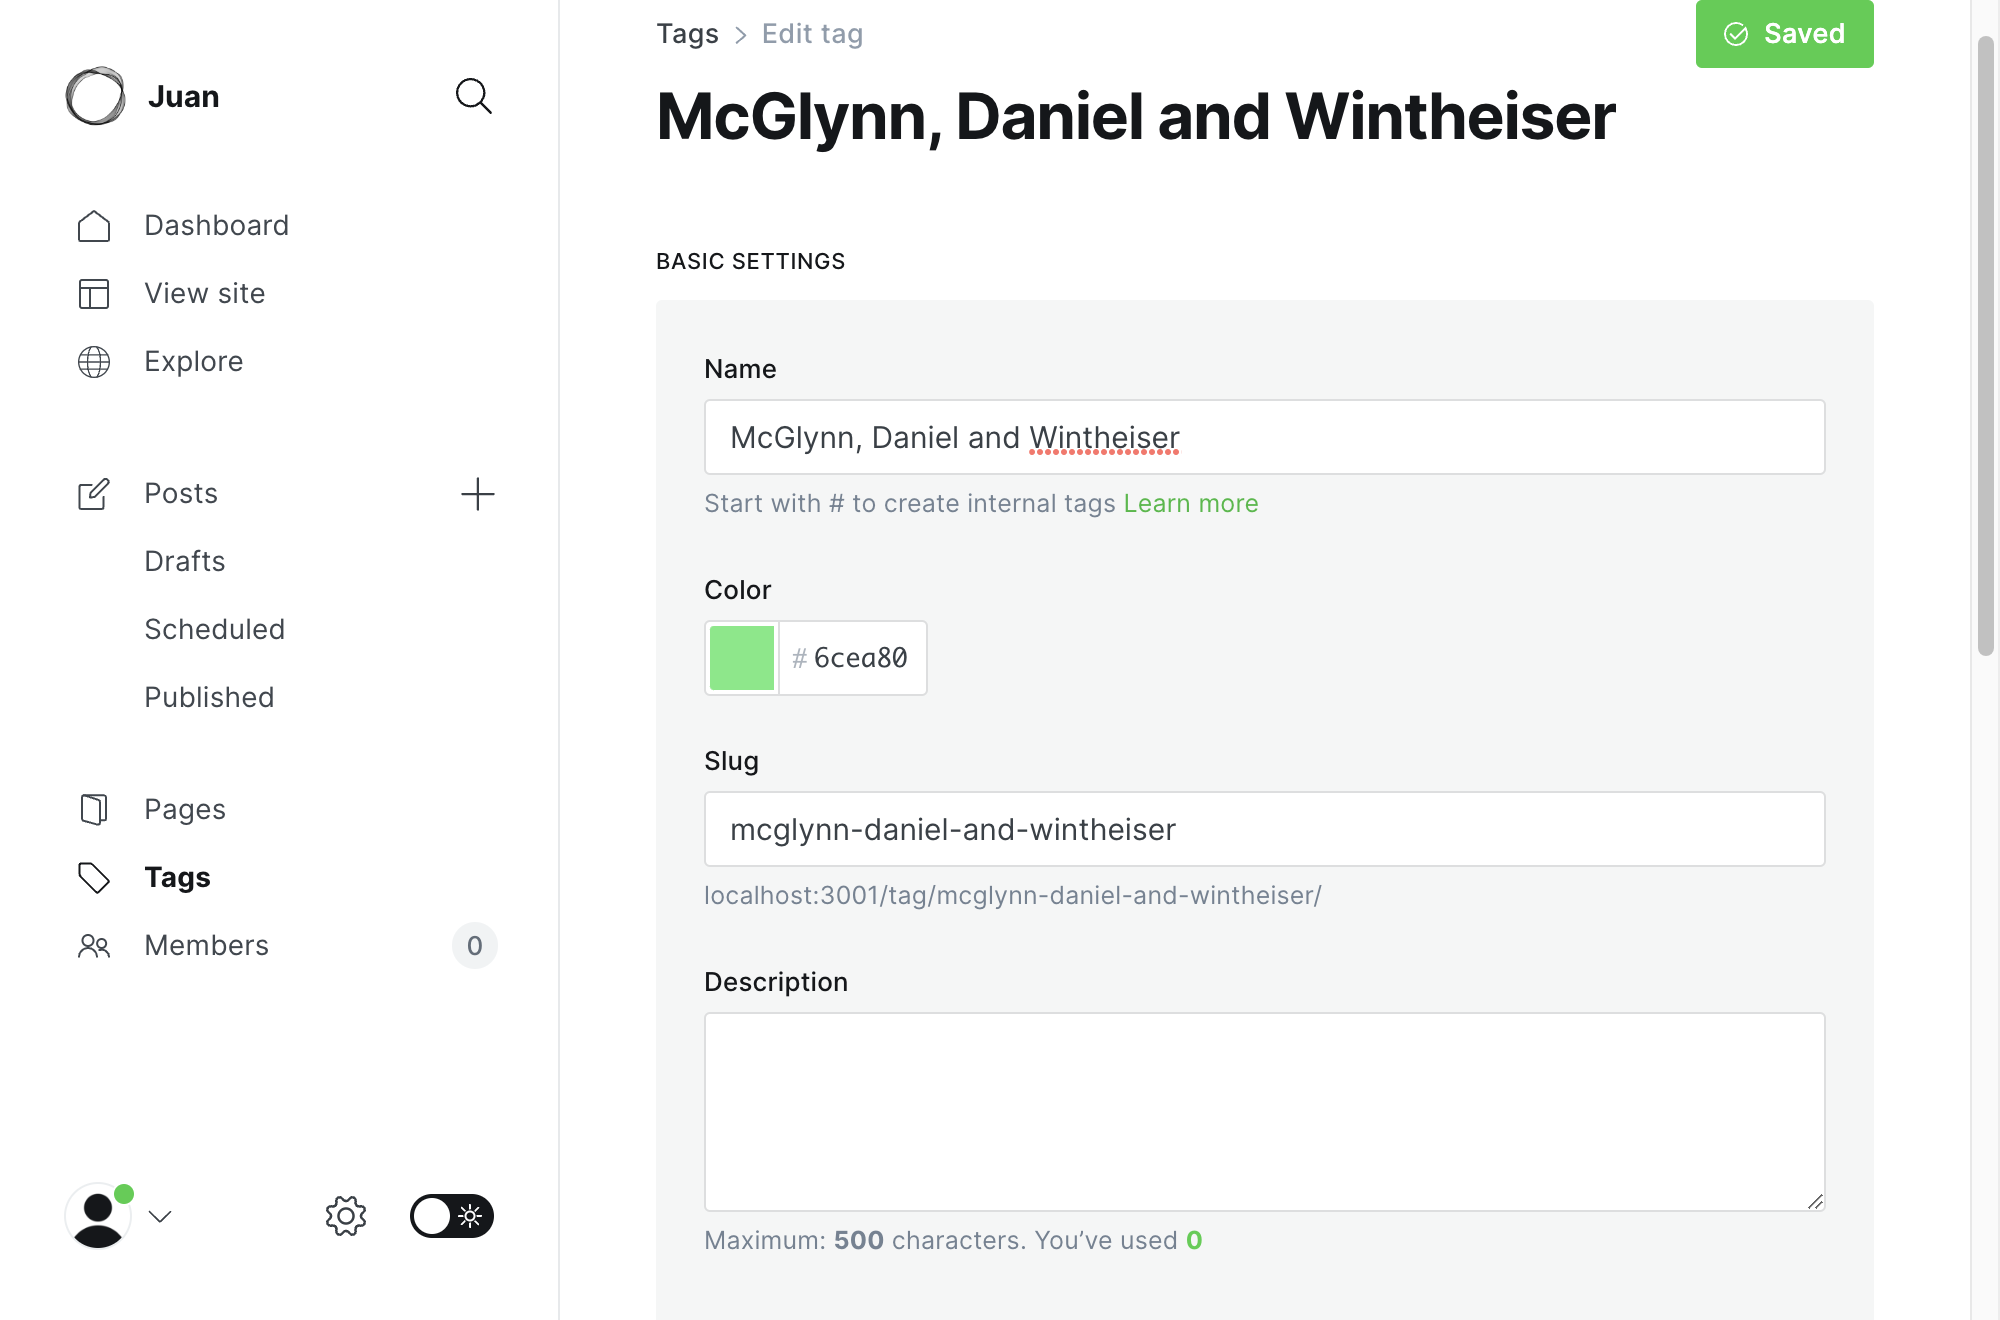 Juan
Dashboard
View site
Explore
Posts
Drafts
Scheduled
Published
Pages
Tags
Members 0
Tags > Edit tag
Saved
McGlynn, Daniel and Wintheiser
BASIC SETTINGS
Name
McGlynn, Daniel and Wintheiser
Start with # to create internal tags Learn more
Color
# 6cea80
Slug
mcglynn-daniel-and-wintheiser
localhost:3001/tag/mcglynn-daniel-and-wintheiser/
Description
Maximum: 500 characters. You’ve used 0